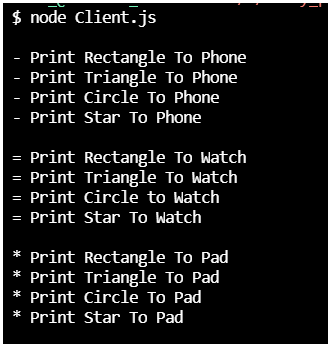 $ node Client.js
- Print Rectangle To Phone
- Print Triangle To Phone
- Print Circle To Phone
- Print Star To Phone
= Print Rectangle To Watch
= Print Triangle To Watch
= Print Circle to Watch
= Print Star To Watch
* Print Rectangle To Pad
* Print Triangle To Pad
* Print Circle To Pad
* Print Star To Pad